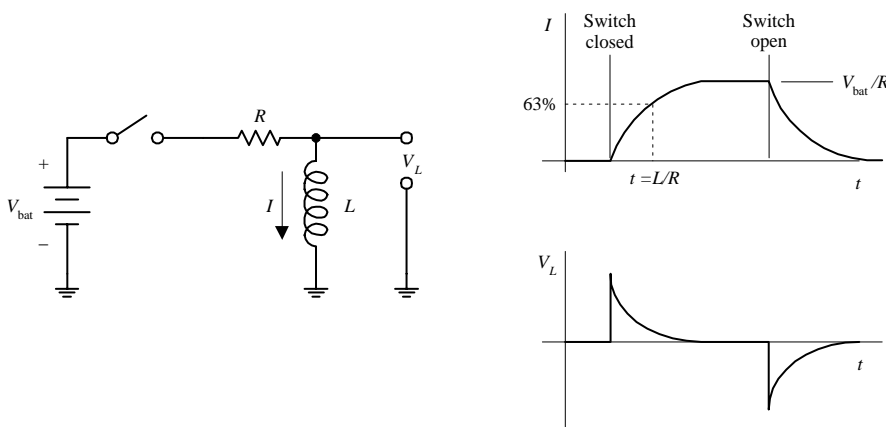 R
+
V_bat
−
I
L
V_L
I
Switch
closed
Switch
open
V_bat/R
63%
t = L/R
t
V_L
t